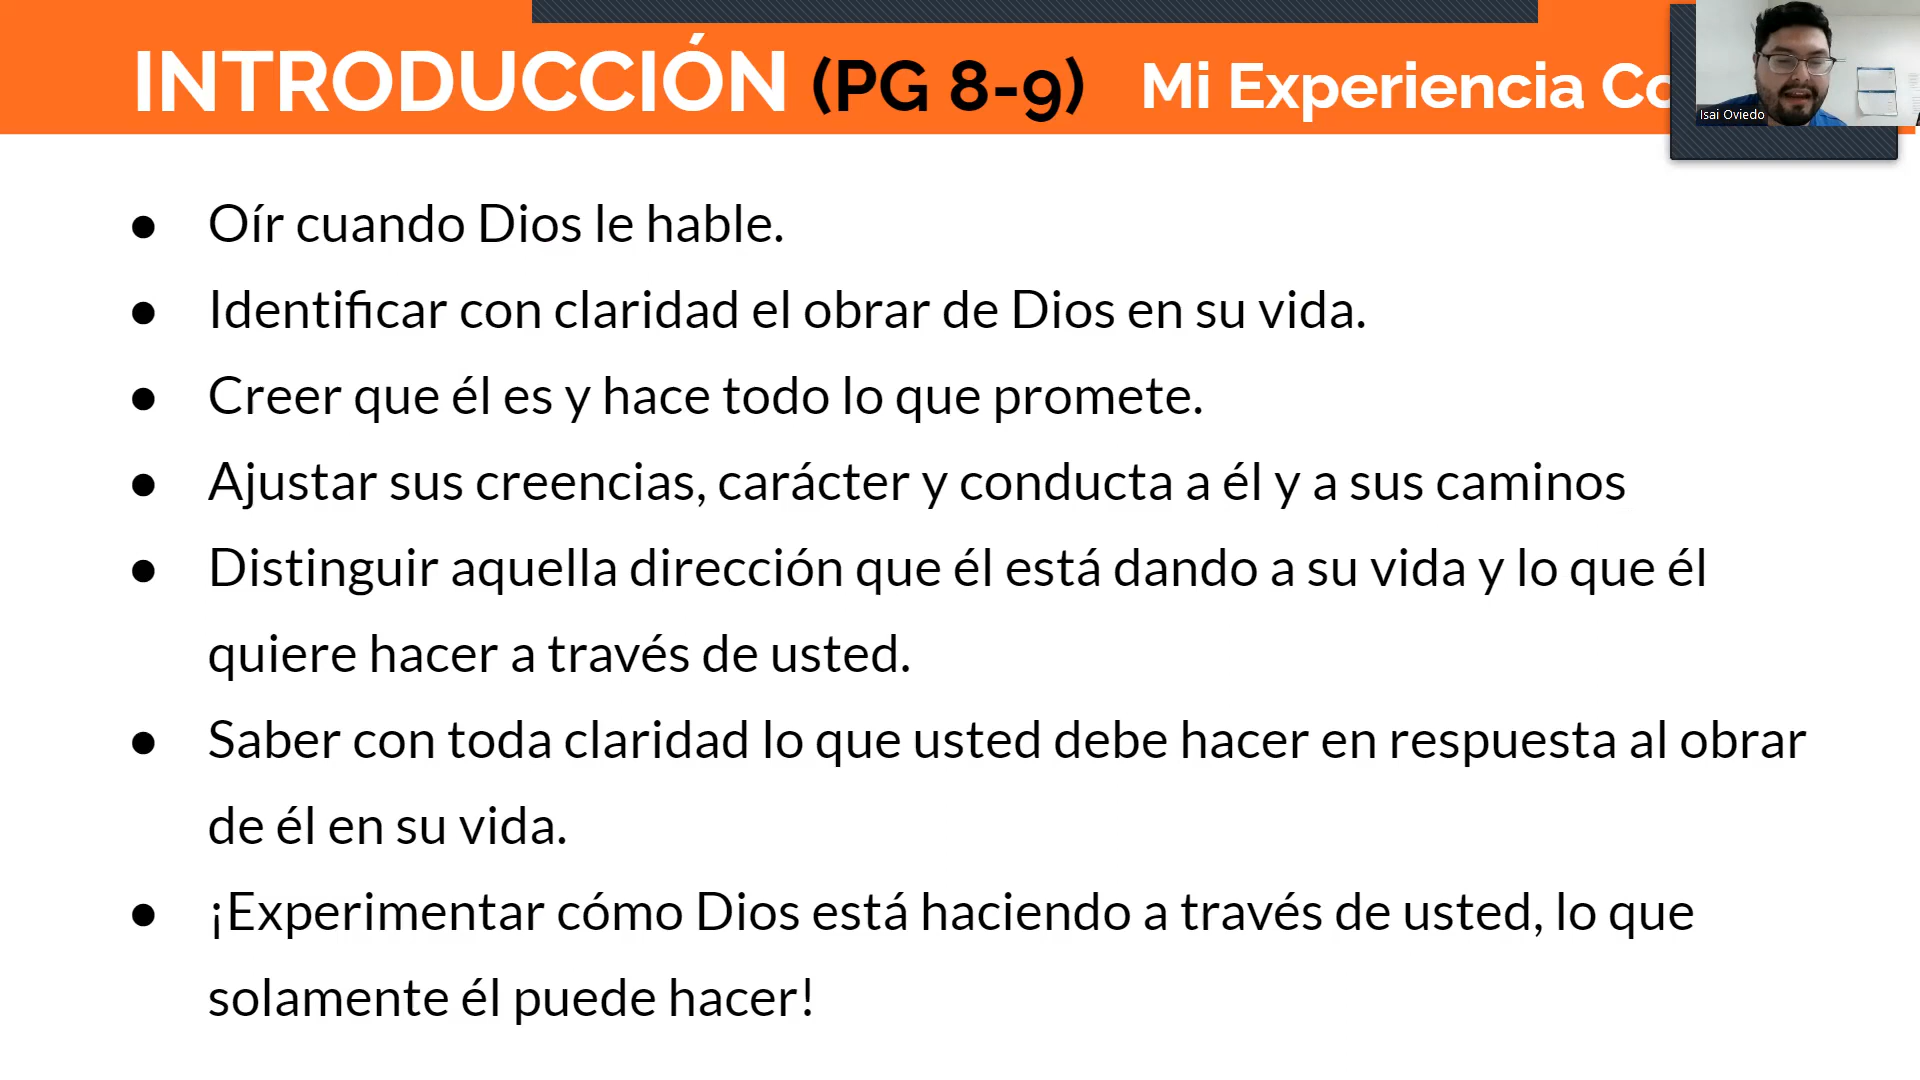 INTRODUCCIÓN (PG 8-9) Mi Experiencia
Isai Oviedo
● Oír cuando Dios le hable.
● Identificar con claridad el obrar de Dios en su vida.
● Creer que él es y hace todo lo que promete.
● Ajustar sus creencias, carácter y conducta a él y a sus caminos
● Distinguir aquella dirección que él está dando a su vida y lo que él
quiere hacer a través de usted.
● Saber con toda claridad lo que usted debe hacer en respuesta al obrar
de él en su vida.
● ¡Experimentar cómo Dios está haciendo a través de usted, lo que
solamente él puede hacer!